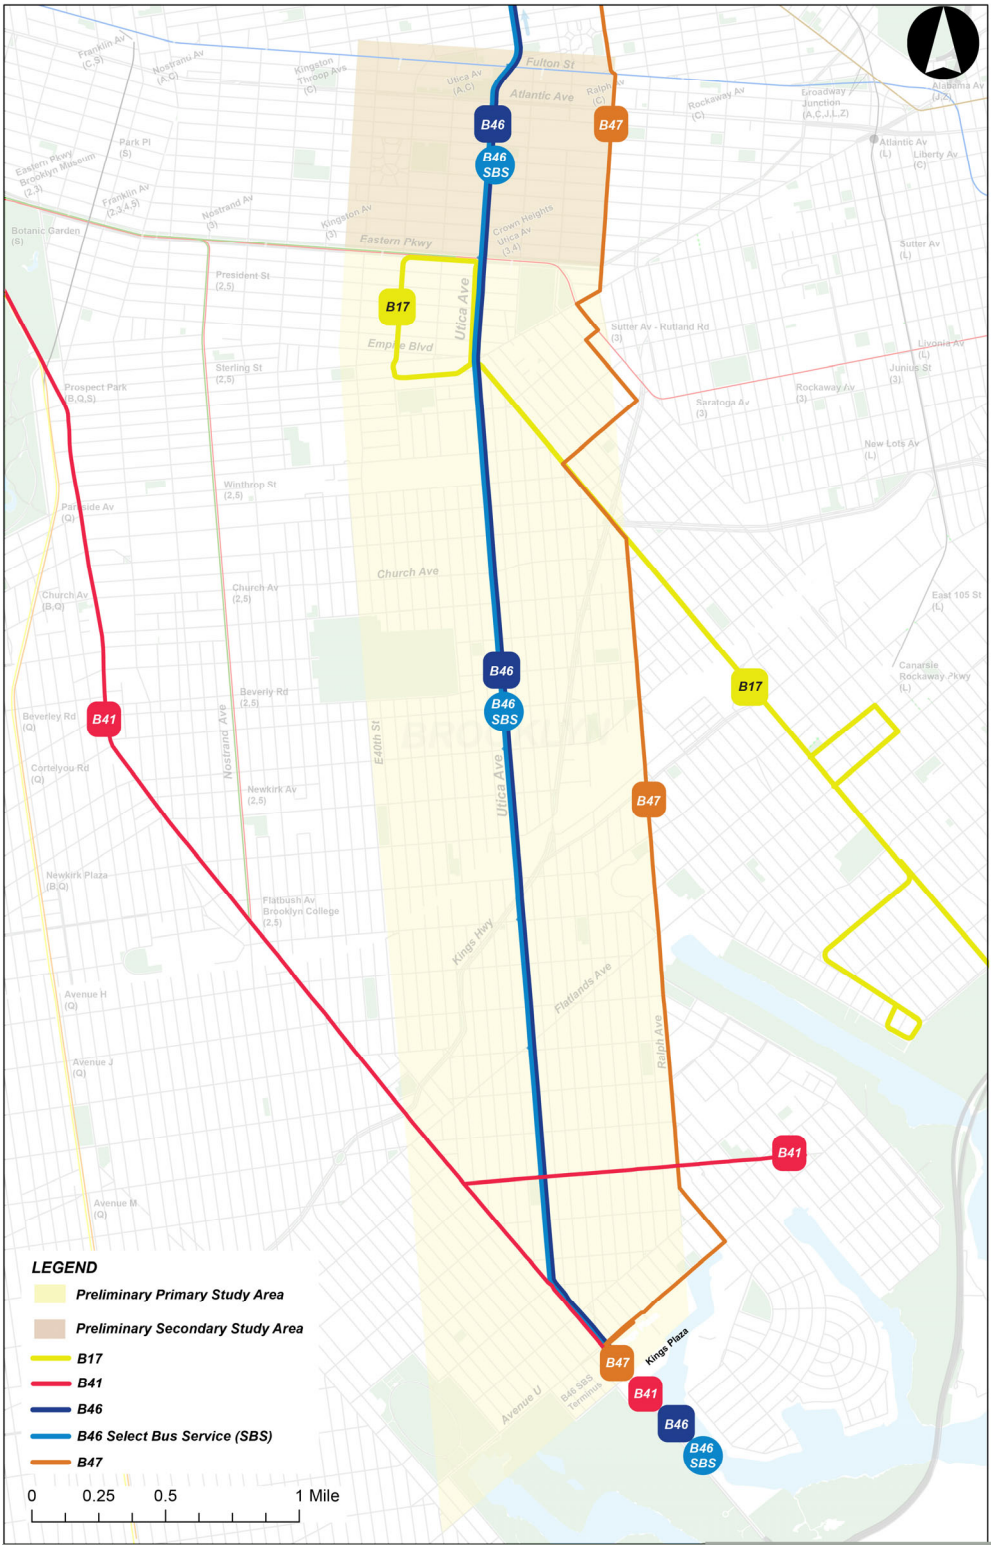 Fulton St
Franklin Av
(C,S)
Nostrand Av
(A,C)
Kingston
Throop Avs
(C)
Utica Av
(A,C)
Atlantic Ave
Ralph Av
(C)
Rockaway Av
(C)
Broadway
Junction
(A,C,J,L,Z)
Alabama Av
(J,Z)
B46
B47
B46
SBS
Park Pl
(S)
Atlantic Av
(L)
Liberty Av
(C)
Eastern Pkwy
Brooklyn Museum
(2,3)
Franklin Av
(2,3,4,5)
Nostrand Av
(3)
Kingston Av
(3)
Crown Heights
Utica Av
(3,4)
Botanic Garden
(S)
Eastern Pkwy
Sutter Av
(L)
President St
(2,5)
B17
Utica Ave
Empire Blvd
Sutter Av - Rutland Rd
(3)
Livonia Av
(L)
Junius St
(3)
Sterling St
(2,5)
Prospect Park
(B,Q,S)
Rockaway Av
(3)
Saratoga Av
(3)
New Lots Av
(L)
Winthrop St
(2,5)
Parkside Av
(Q)
Church Ave
Church Av
(B,Q)
Church Av
(2,5)
East 105 St
(L)
B46
Canarsie
Rockaway Pkwy
(L)
B17
Beverly Rd
(2,5)
B46
SBS
B41
Beverley Rd
(Q)
Nostrand Ave
E40th St
BROOKLYN
Cortelyou Rd
(Q)
Utica Ave
Newkirk Av
(2,5)
B47
Newkirk Plaza
(B,Q)
Flatbush Av
Brooklyn College
(2,5)
Kings Hwy
Flatlands Ave
Avenue H
(Q)
Ralph Ave
Avenue J
(Q)
B41
Avenue M
(Q)
LEGEND
Preliminary Primary Study Area
Preliminary Secondary Study Area
B17
B41
B46
B46 Select Bus Service (SBS)
B47
0 0.25 0.5 1 Mile
Kings Plaza
B47
B46 SBS
Terminus
Avenue U
B41
B46
B46
SBS